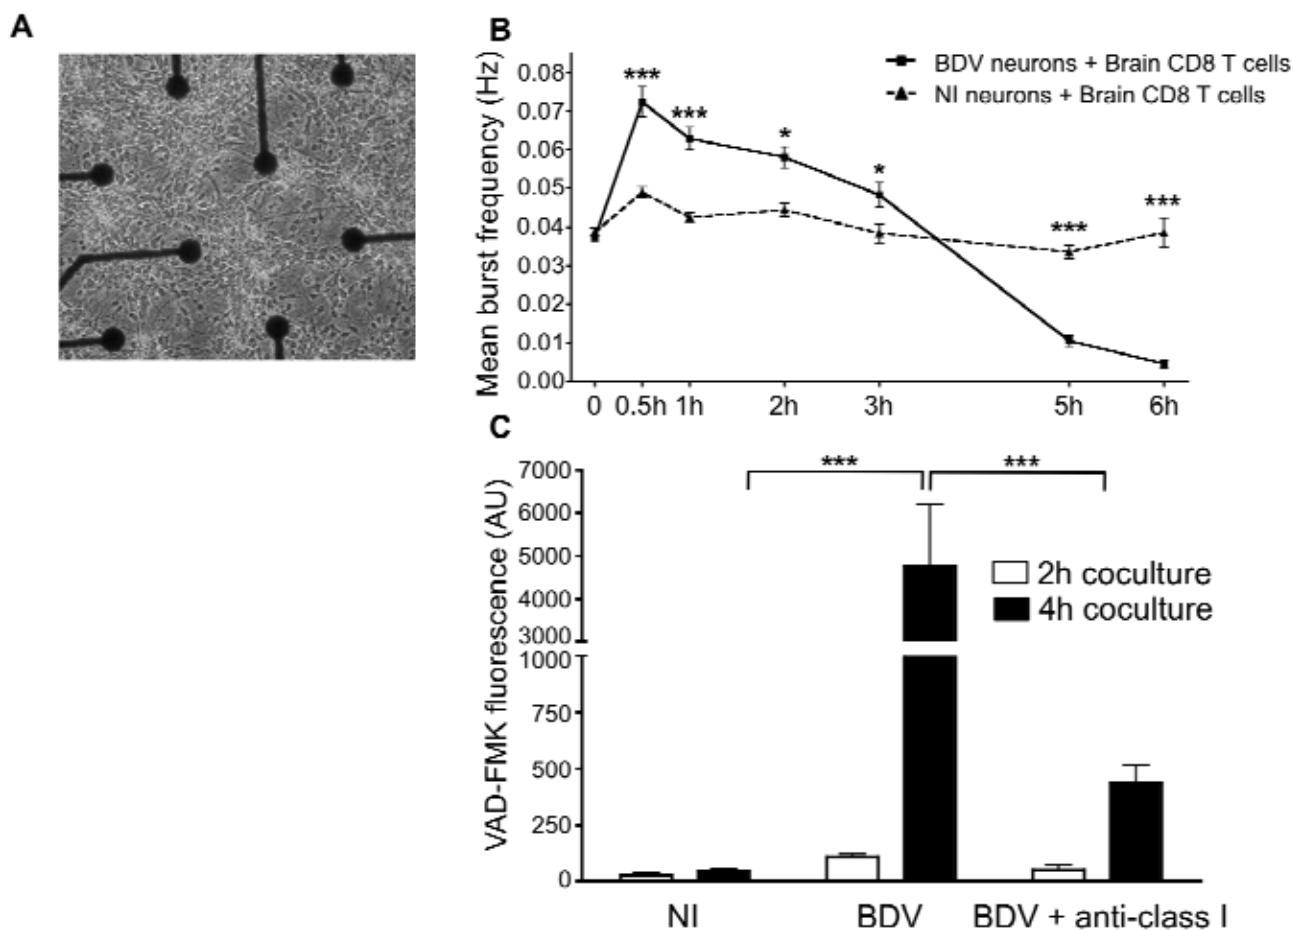 A
B
Mean burst frequency (Hz)
0.08
0.07
0.06
0.05
0.04
0.03
0.02
0.01
0.00
***
***
*
*
***
***
BDV neurons + Brain CD8 T cells
NI neurons + Brain CD8 T cells
0 0.5h 1h 2h 3h 5h 6h
C
VAD-FMK fluorescence (AU)
7000
6000
5000
4000
3000
1000
750
500
250
0
*** ***
2h coculture
4h coculture
NI BDV BDV + anti-class I